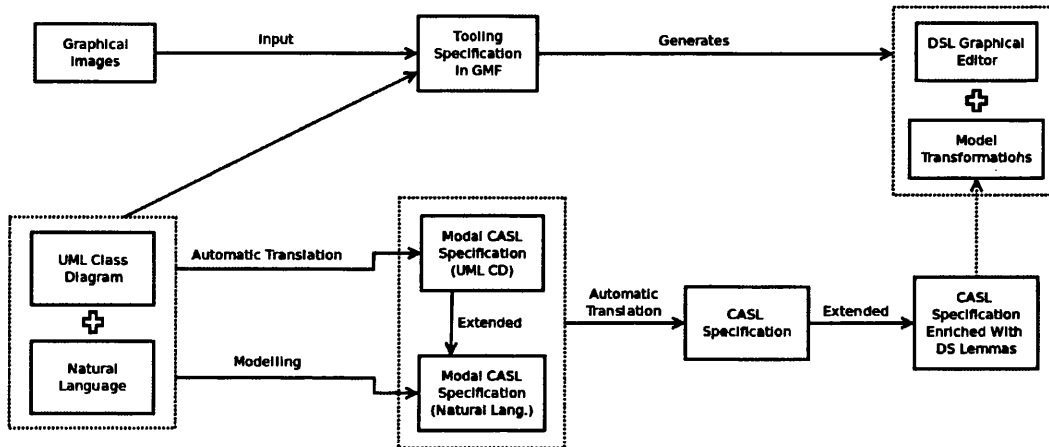 Graphical
Images
Input
Tooling
Specification
in GMF
Generates
DSL Graphical
Editor
Model
Transformations
UML Class
Diagram
Natural
Language
Automatic Translation
Modelling
Modal CASL
Specification
(UML CD)
Extended
Modal CASL
Specification
(Natural Lang.)
Automatic
Translation
CASL
Specification
Extended
CASL
Specification
Enriched With
DS Lemmas